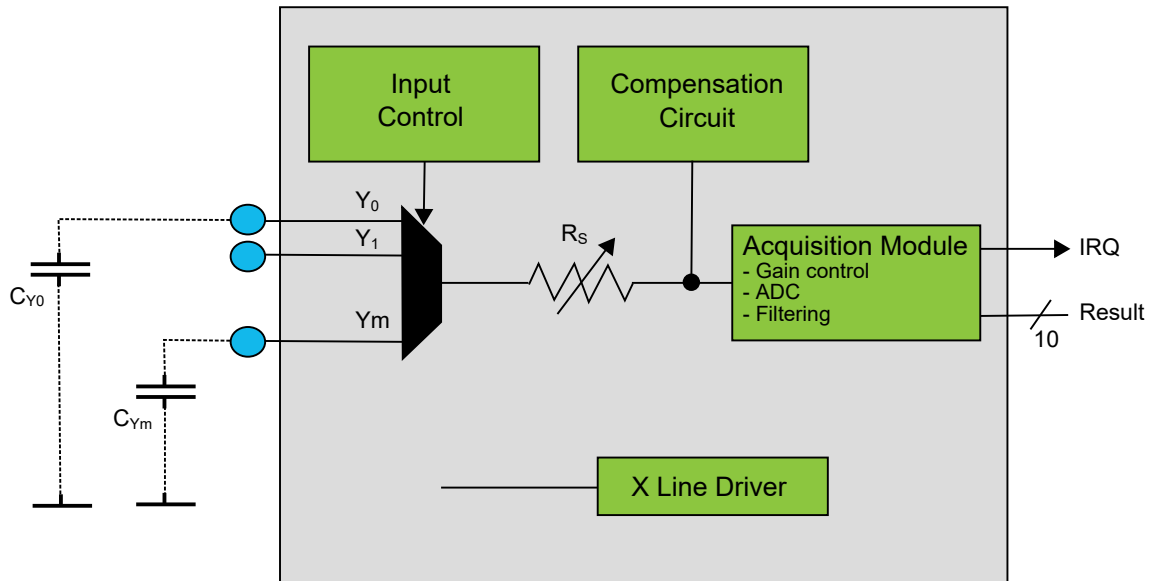 Input
Control
Compensation
Circuit
Y0
Y1
Ym
RS
Acquisition Module
- Gain control
- ADC
- Filtering
IRQ
Result
10
CY0
CYm
X Line Driver